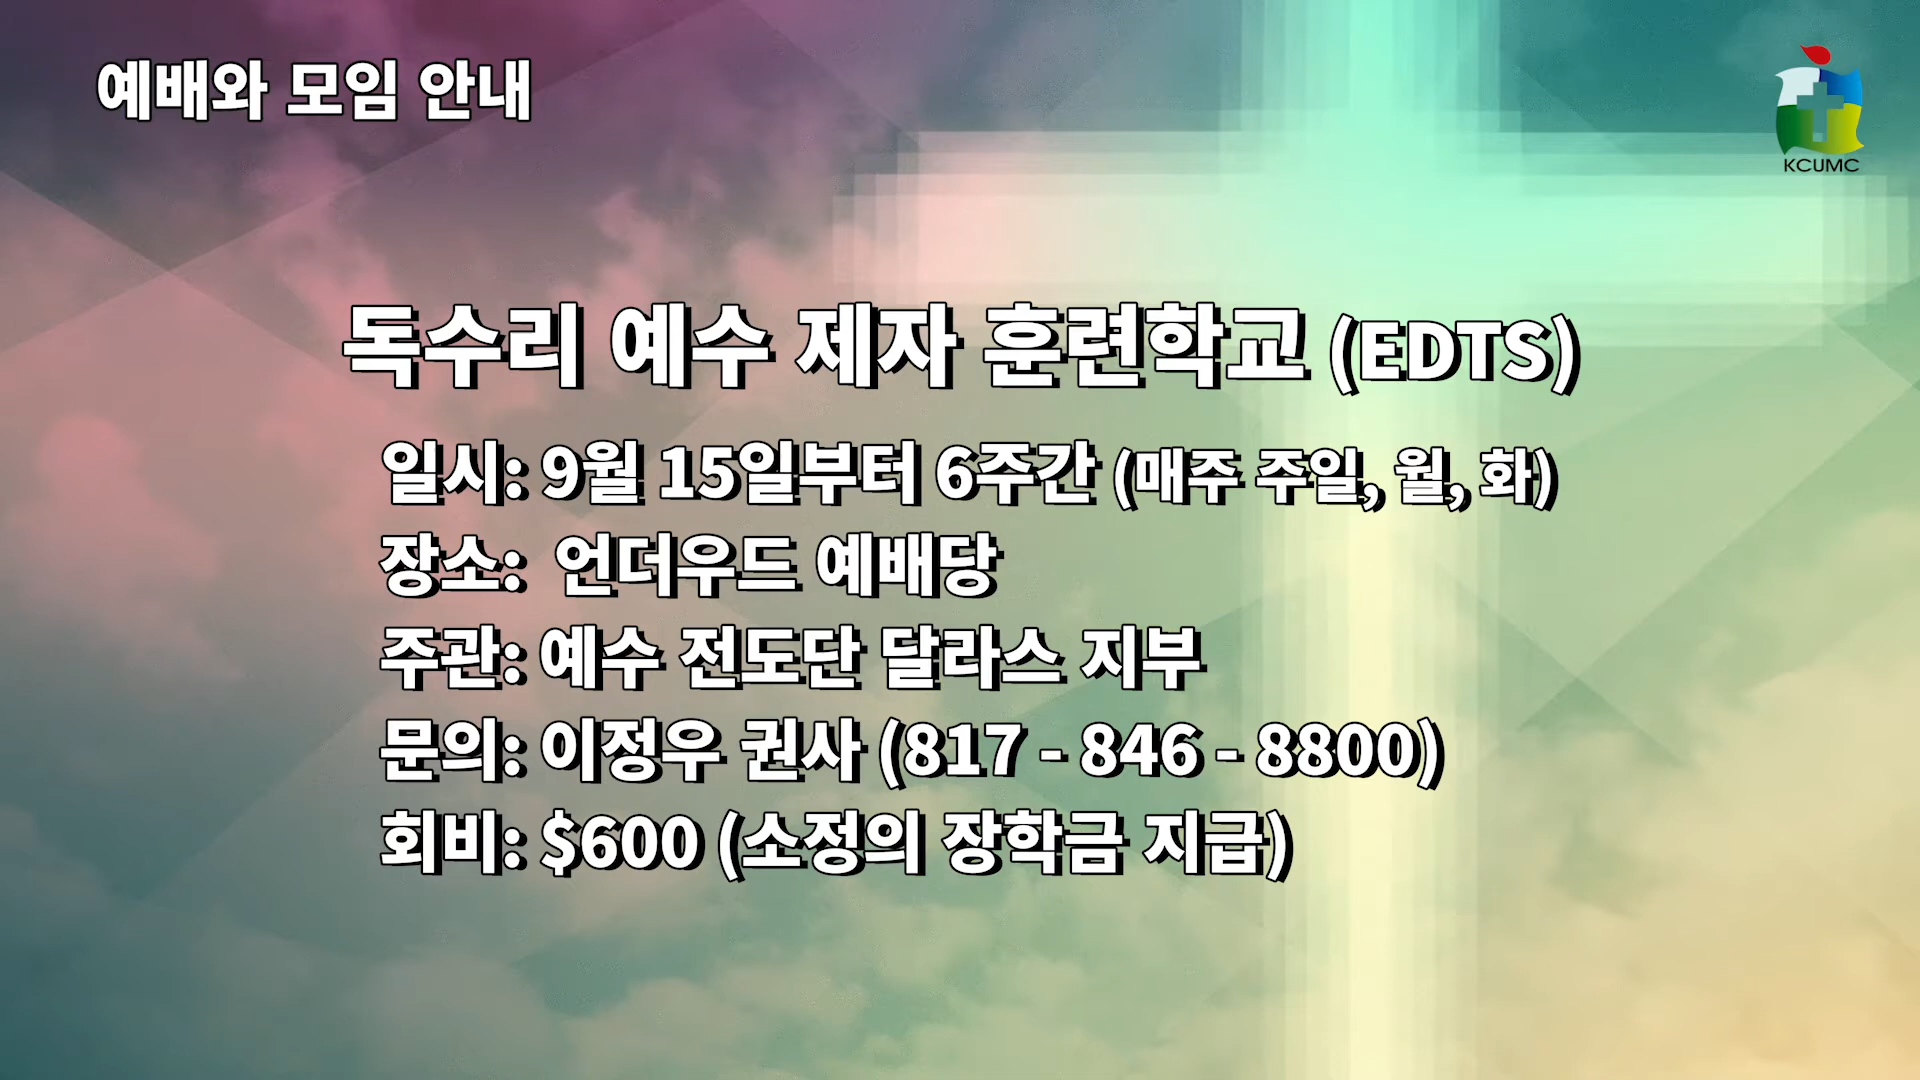 예배와 모임 안내
KCUMC
독수리 예수 제자 훈련학교 (EDTS)
일시: 9월 15일부터 6주간 (매주 주일, 월, 화)
장소: 언더우드 예배당
주관: 예수 전도단 달라스 지부
문의: 이정우 권사 (817 - 846 - 8800)
회비: $600 (소정의 장학금 지급)